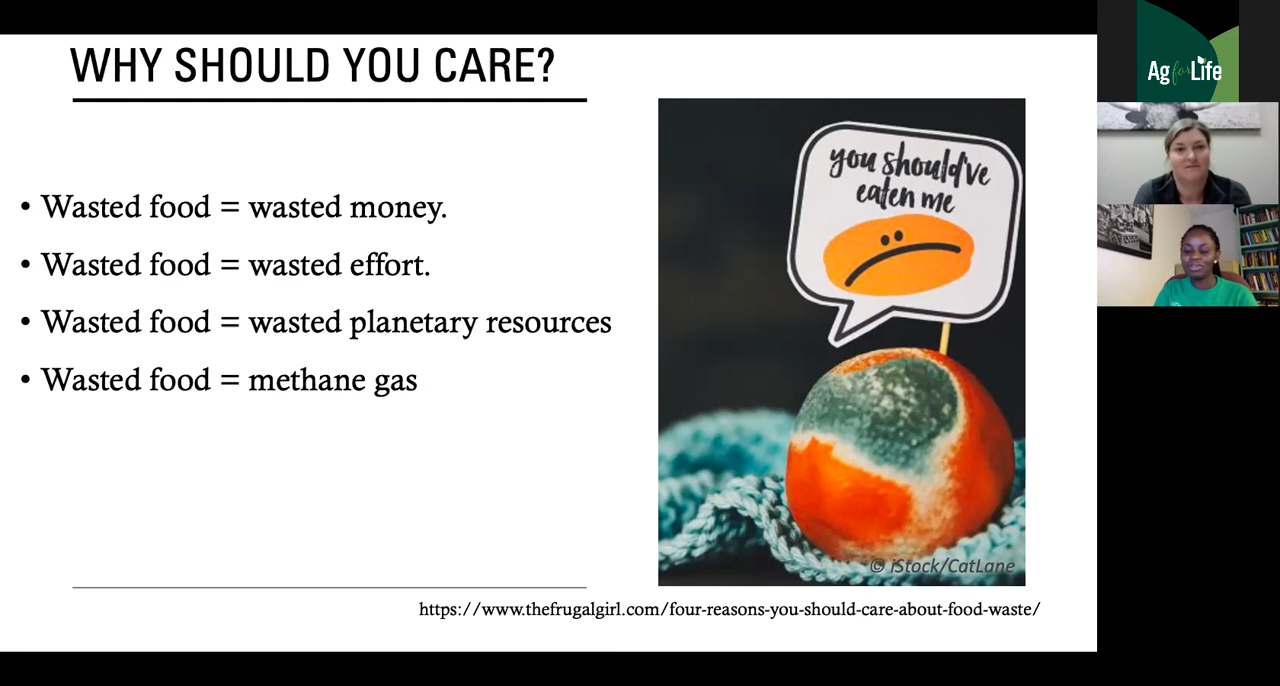 WHY SHOULD YOU CARE?
• Wasted food = wasted money.
• Wasted food = wasted effort.
• Wasted food = wasted planetary resources
• Wasted food = methane gas
you should've
eaten me
© iStock/CatLane
https://www.thefrugalgirl.com/four-reasons-you-should-care-about-food-waste/
Ag for Life